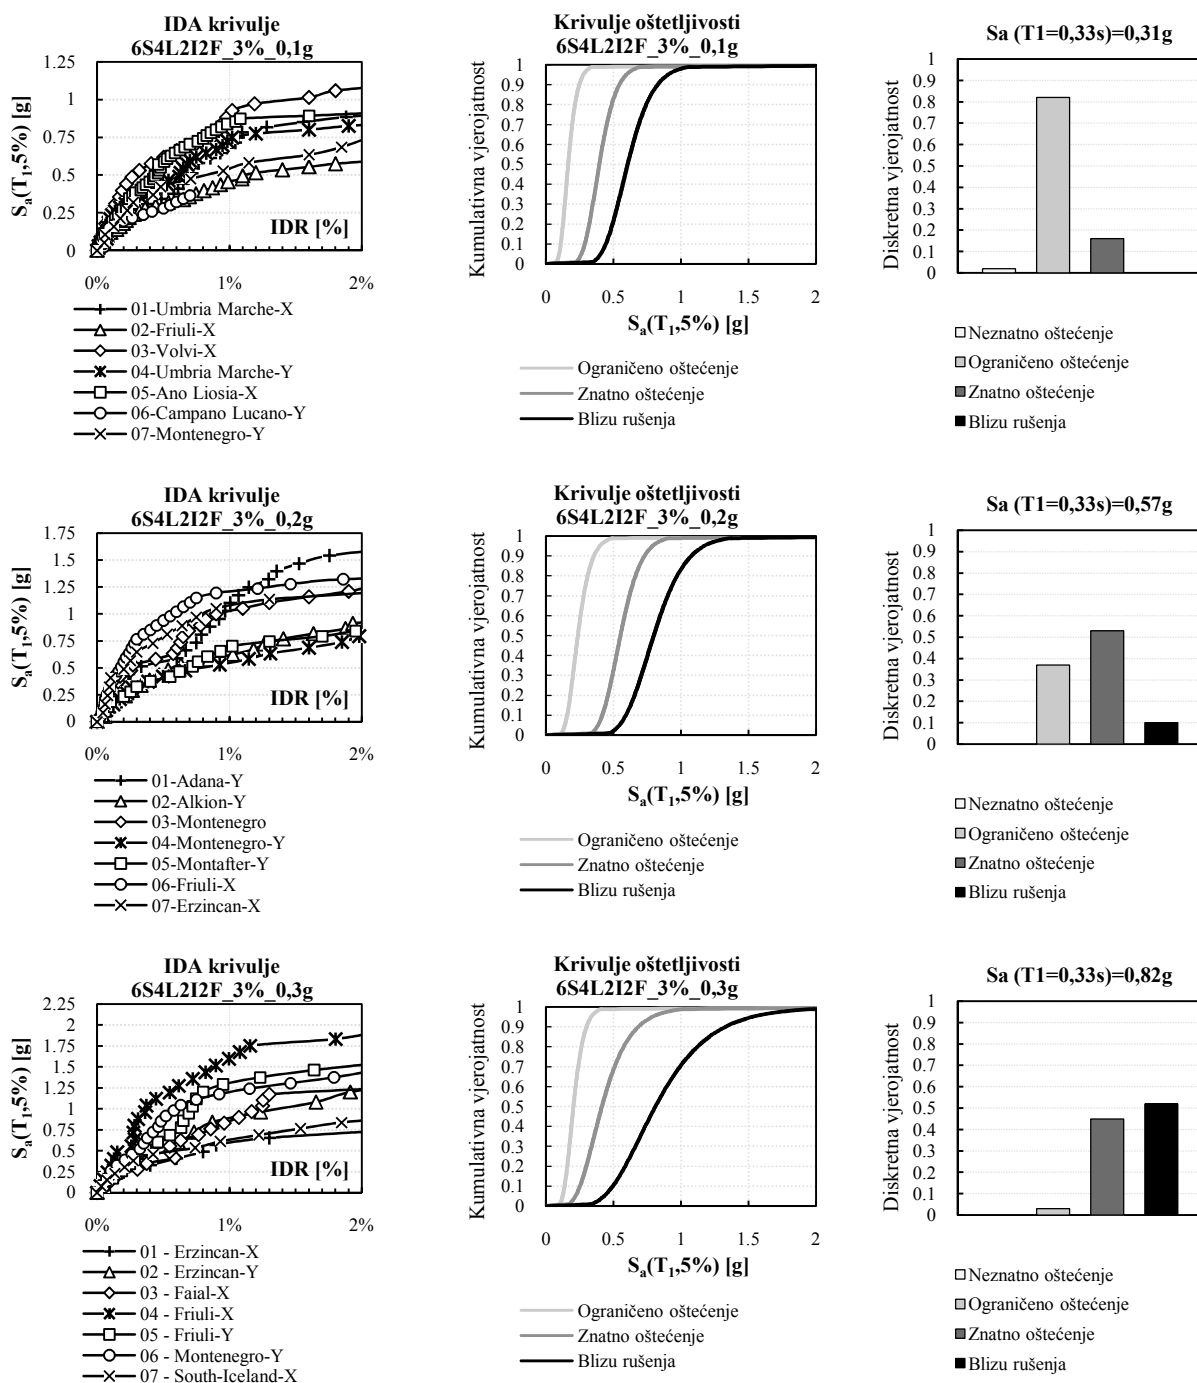 IDA krivulje
6S4L2I2F_3%_0,1g
1.25
1
0.75
0.5
0.25
0
Sa(T1,5%) [g]
IDR [%]
0% 1% 2%
01-Umbria Marche-X
02-Friuli-X
03-Volvi-X
04-Umbria Marche-Y
05-Ano Liosia-X
06-Campano Lucano-Y
07-Montenegro-Y
Krivulje oštetljivosti
6S4L2I2F_3%_0,1g
1
0.9
0.8
0.7
0.6
0.5
0.4
0.3
0.2
0.1
0
Kumulativna vjerojatnost
0 0.5 1 1.5 2
Sa(T1,5%) [g]
Ograničeno oštećenje
Znatno oštećenje
Blizu rušenja
Sa (T1=0,33s)=0,31g
1
0.9
0.8
0.7
0.6
0.5
0.4
0.3
0.2
0.1
0
Diskretna vjerojatnost
Neznatno oštećenje
Ograničeno oštećenje
Znatno oštećenje
Blizu rušenja
IDA krivulje
6S4L2I2F_3%_0,2g
1.75
1.5
1.25
1
0.75
0.5
0.25
0
Sa(T1,5%) [g]
IDR [%]
0% 1% 2%
01-Adana-Y
02-Alkion-Y
03-Montenegro
04-Montenegro-Y
05-Montafter-Y
06-Friuli-X
07-Erzincan-X
Krivulje oštetljivosti
6S4L2I2F_3%_0,2g
1
0.9
0.8
0.7
0.6
0.5
0.4
0.3
0.2
0.1
0
Kumulativna vjerojatnost
0 0.5 1 1.5 2
Sa(T1,5%) [g]
Ograničeno oštećenje
Znatno oštećenje
Blizu rušenja
Sa (T1=0,33s)=0,57g
1
0.9
0.8
0.7
0.6
0.5
0.4
0.3
0.2
0.1
0
Diskretna vjerojatnost
Neznatno oštećenje
Ograničeno oštećenje
Znatno oštećenje
Blizu rušenja
IDA krivulje
6S4L2I2F_3%_0,3g
2.25
2
1.75
1.5
1.25
1
0.75
0.5
0.25
0
Sa(T1,5%) [g]
IDR [%]
0% 1% 2%
01 - Erzincan-X
02 - Erzincan-Y
03 - Faial-X
04 - Friuli-X
05 - Friuli-Y
06 - Montenegro-Y
07 - South-Iceland-X
Krivulje oštetljivosti
6S4L2I2F_3%_0,3g
1
0.9
0.8
0.7
0.6
0.5
0.4
0.3
0.2
0.1
0
Kumulativna vjerojatnost
0 0.5 1 1.5 2
Sa(T1,5%) [g]
Ograničeno oštećenje
Znatno oštećenje
Blizu rušenja
Sa (T1=0,33s)=0,82g
1
0.9
0.8
0.7
0.6
0.5
0.4
0.3
0.2
0.1
0
Diskretna vjerojatnost
Neznatno oštećenje
Ograničeno oštećenje
Znatno oštećenje
Blizu rušenja